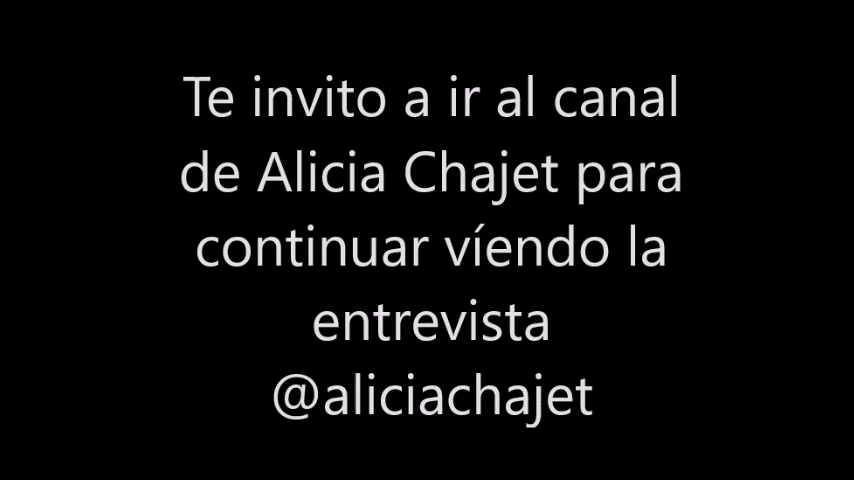 Te invito a ir al canal
de Alicia Chajet para
continuar víendo la
entrevista
@aliciachajet